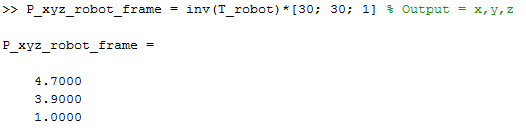 >> P_xyz_robot_frame = inv(T_robot)*[30; 30; 1] % Output = x,y,z
P_xyz_robot_frame =
4.7000
3.9000
1.0000